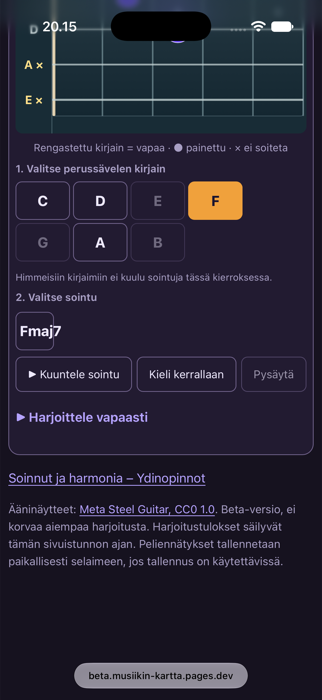 D
20.15
A ×
E ×
Rengastettu kirjain = vapaa · ● painettu · × ei soiteta
1. Valitse perussävelen kirjain
C D E F
G A B
Himmeisiin kirjaimiin ei kuulu sointuja tässä kierroksessa.
2. Valitse sointu
Fmaj7
▶ Kuuntele sointu Kieli kerrallaan Pysäytä
▶ Harjoittele vapaasti
Soinnut ja harmonia – Ydinopinnot
Ääninäytteet: Meta Steel Guitar, CC0 1.0. Beta-versio, ei
korvaa aiempaa harjoitusta. Harjoitustulokset säilyvät
tämän sivuistunnon ajan. Peliennätykset tallennetaan
paikallisesti selaimeen, jos tallennus on käytettävissä.
beta.musiikin-kartta.pages.dev